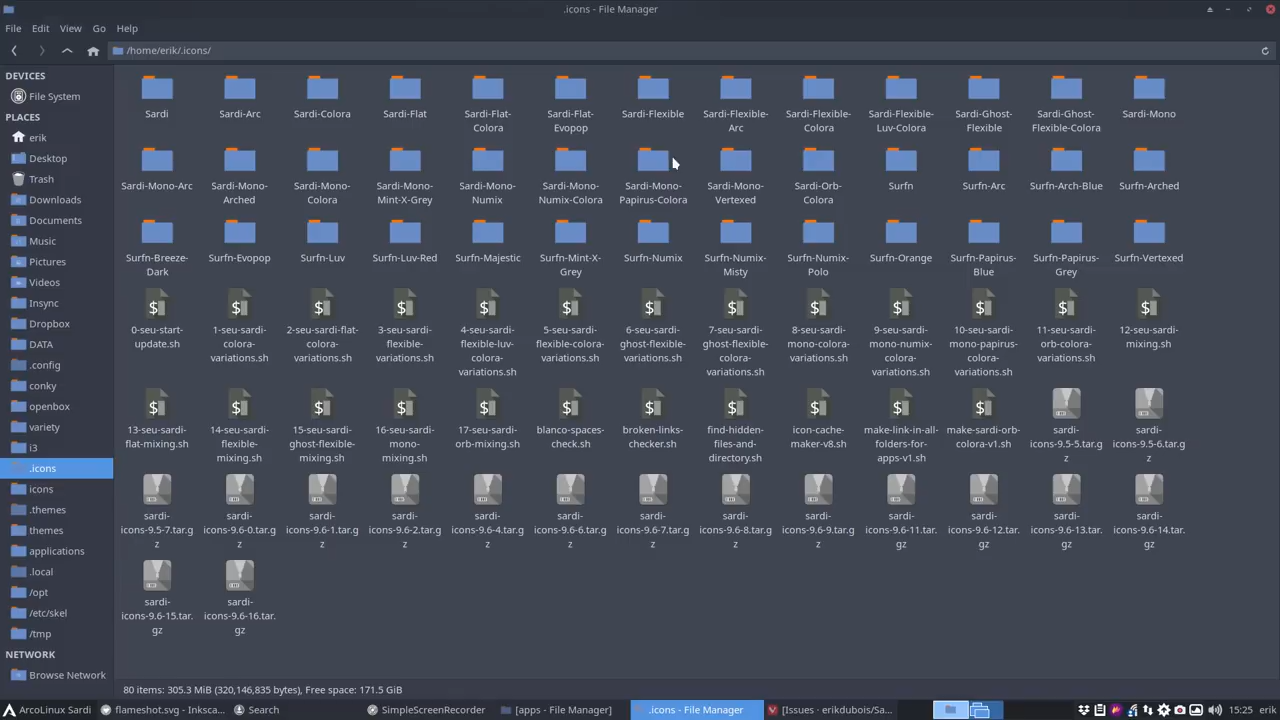 .icons - File Manager
File Edit View Go Help
/home/erik/.icons/
DEVICES
File System
PLACES
erik
Desktop
Trash
Downloads
Documents
Music
Pictures
Videos
Insync
Dropbox
DATA
.config
conky
openbox
variety
i3
.icons
icons
.themes
themes
applications
.local
/opt
/etc/skel
/tmp
NETWORK
Browse Network
Sardi
Sardi-Arc
Sardi-Colora
Sardi-Flat
Sardi-Flat-
Colora
Sardi-Flat-
Evopop
Sardi-Flexible
Sardi-Flexible-
Arc
Sardi-Flexible-
Colora
Sardi-Flexible-
Luv-Colora
Sardi-Ghost-
Flexible
Sardi-Ghost-
Flexible-Colora
Sardi-Mono
Sardi-Mono-Arc
Sardi-Mono-
Arched
Sardi-Mono-
Colora
Sardi-Mono-
Mint-X-Grey
Sardi-Mono-
Numix
Sardi-Mono-
Numix-Colora
Sardi-Mono-
Papirus-Colora
Sardi-Mono-
Vertexed
Sardi-Orb-
Colora
Surfn
Surfn-Arc
Surfn-Arch-Blue
Surfn-Arched
Surfn-Breeze-
Dark
Surfn-Evopop
Surfn-Luv
Surfn-Luv-Red
Surfn-Majestic
Surfn-Mint-X-
Grey
Surfn-Numix
Surfn-Numix-
Misty
Surfn-Numix-
Polo
Surfn-Orange
Surfn-Papirus-
Blue
Surfn-Papirus-
Grey
Surfn-Vertexed
0-seu-start-
update.sh
1-seu-sardi-
colora-
variations.sh
2-seu-sardi-flat-
colora-
variations.sh
3-seu-sardi-
flexible-
variations.sh
4-seu-sardi-
flexible-luv-
colora-
variations.sh
5-seu-sardi-
flexible-colora-
variations.sh
6-seu-sardi-
ghost-flexible-
variations.sh
7-seu-sardi-
ghost-flexible-
colora-
variations.sh
8-seu-sardi-
mono-colora-
variations.sh
9-seu-sardi-
mono-numix-
colora-
variations.sh
10-seu-sardi-
mono-papirus-
colora-
variations.sh
11-seu-sardi-
orb-colora-
variations.sh
12-seu-sardi-
mixing.sh
13-seu-sardi-
flat-mixing.sh
14-seu-sardi-
flexible-
mixing.sh
15-seu-sardi-
ghost-flexible-
mixing.sh
16-seu-sardi-
mono-
mixing.sh
17-seu-sardi-
orb-mixing.sh
blanco-spaces-
check.sh
broken-links-
checker.sh
find-hidden-
files-and-
directory.sh
icon-cache-
maker-v8.sh
make-link-in-all-
folders-for-
apps-v1.sh
make-sardi-orb-
colora-v1.sh
sardi-
icons-9.5-5.tar.g
z
sardi-
icons-9.5-6.tar.g
z
sardi-
icons-9.5-7.tar.g
z
sardi-
icons-9.6-0.tar.g
z
sardi-
icons-9.6-1.tar.g
z
sardi-
icons-9.6-2.tar.g
z
sardi-
icons-9.6-4.tar.g
z
sardi-
icons-9.6-6.tar.g
z
sardi-
icons-9.6-7.tar.g
z
sardi-
icons-9.6-8.tar.g
z
sardi-
icons-9.6-9.tar.g
z
sardi-
icons-9.6-11.tar.
gz
sardi-
icons-9.6-12.tar.
gz
sardi-
icons-9.6-13.tar.
gz
sardi-
icons-9.6-14.tar.
gz
sardi-
icons-9.6-15.tar.
gz
sardi-
icons-9.6-16.tar.
gz
80 items: 305.3 MiB (320,146,835 bytes), Free space: 171.5 GiB
ArcoLinux Sardi
flameshot.svg - Inksca...
Search
SimpleScreenRecorder
[apps - File Manager]
.icons - File Manager
[Issues · erikdubois/Sa...
15:25
erik